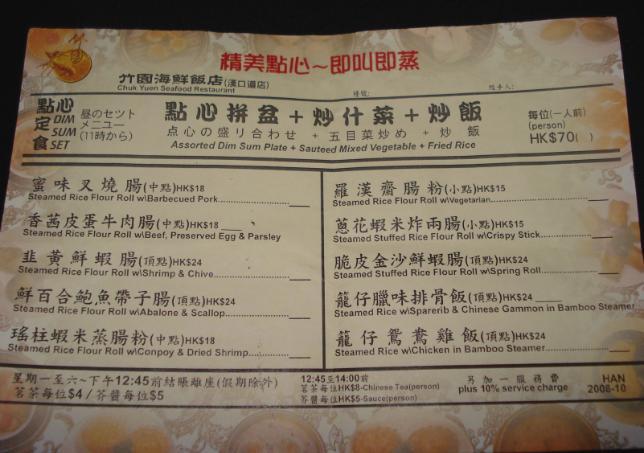 精美點心～即叫即蒸
竹園海鮮飯店(漢口道店)
Chuk Yuen Seafood Restaurant
檯號:
經手人:
點心定食
DIM SUM SET
昼のセットメニュー
(11時から)
點心拼盆+炒什菜+炒飯
点心の盛り合わせ + 五目菜炒め + 炒 飯
Assorted Dim Sum Plate + Sauteed Mixed Vegetable + Fried Rice
每位(一人前)
(person)
HK$70( )
蜜味叉燒腸(中點)HK$18
Steamed Rice Flour Roll w\Barbecued Pork
香茜皮蛋牛肉腸(中點)HK$18
Steamed Rice Flour Roll w\Beef, Preserved Egg & Parsley
韭黄鮮蝦腸(頂點)HK$24
Steamed Rice Flour Roll w\Shrimp & Chive
鮮百合鮑魚帶子腸(頂點)HK$24
Steamed Rice Flour Roll w\Abalone & Scallop
瑤柱蝦米蒸腸粉(中點)HK$18
Steamed Rice Flour Roll w\Conpoy & Dried Shrimp
羅漢齋腸粉(小點)HK$15
Steamed Rice Flour Roll w\Vegetarian
蔥花蝦米炸兩腸(小點)HK$15
Steamed Stuffed Rice Flour Roll w\Crispy Stick
脆皮金沙鮮蝦腸(頂點)HK$24
Steamed Stuffed Rice Flour Roll w\Spring Roll
籠仔臘味排骨飯(頂點)HK$24
Steamed Rice w\Sparerib & Chinese Gammon in Bamboo Steamer
籠仔鴛鴦雞飯(頂點)HK$24
Steamed Rice w\Chicken in Bamboo Steamer
星期一至六~下午12:45前結賬離座(假期除外)
茗茶每位$4/芥醬每位$5
12:45至14:00前
茗茶每位HK$8-Chinese Tea(person)
芥醬每位HK$5-Sauce(person)
另加一服務費
plus 10% service charge
HAN
2008-10